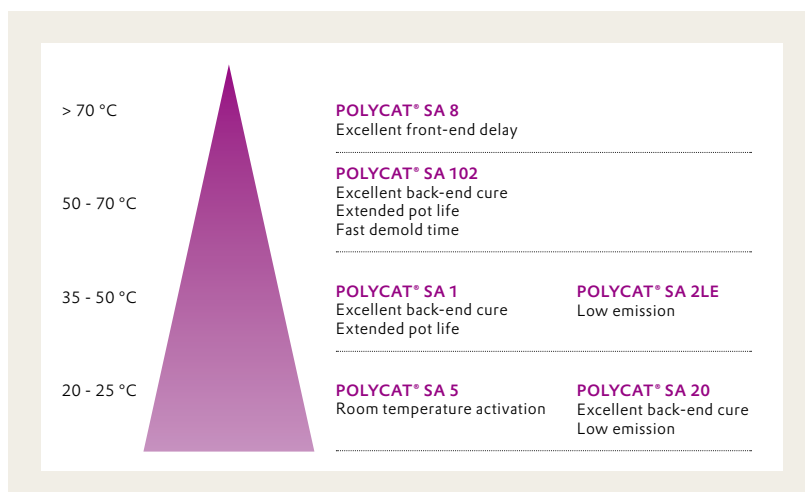 > 70 °C
POLYCAT® SA 8
Excellent front-end delay
50 - 70 °C
POLYCAT® SA 102
Excellent back-end cure
Extended pot life
Fast demold time
35 - 50 °C
POLYCAT® SA 1
Excellent back-end cure
Extended pot life
POLYCAT® SA 2LE
Low emission
20 - 25 °C
POLYCAT® SA 5
Room temperature activation
POLYCAT® SA 20
Excellent back-end cure
Low emission